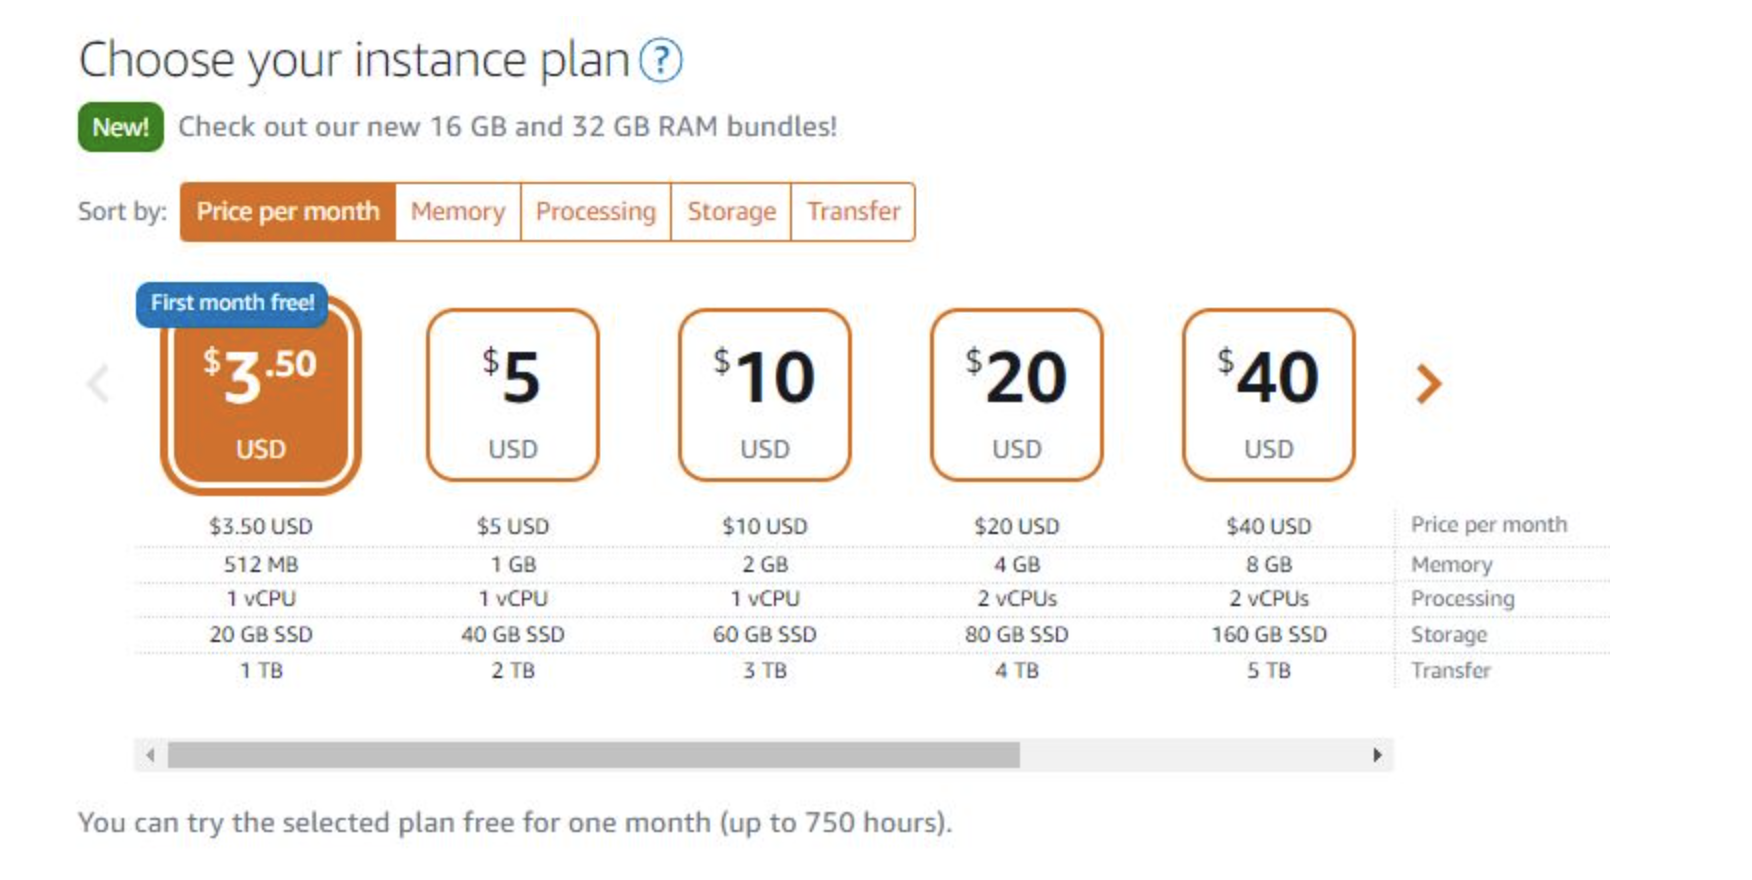 Choose your instance plan ?
New! Check out our new 16 GB and 32 GB RAM bundles!
Sort by: Price per month Memory Processing Storage Transfer
First month free!
$3.50 $5 $10 $20 $40
USD USD USD USD USD
$3.50 USD $5 USD $10 USD $20 USD $40 USD Price per month
512 MB 1 GB 2 GB 4 GB 8 GB Memory
1 vCPU 1 vCPU 1 vCPU 2 vCPUs 2 vCPUs Processing
20 GB SSD 40 GB SSD 60 GB SSD 80 GB SSD 160 GB SSD Storage
1 TB 2 TB 3 TB 4 TB 5 TB Transfer
You can try the selected plan free for one month (up to 750 hours).